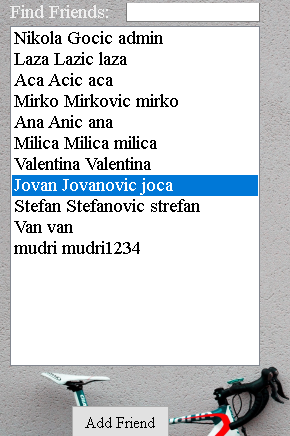 Find Friends:
Nikola Gocic admin
Laza Lazic laza
Aca Acic aca
Mirko Mirkovic mirko
Ana Anic ana
Milica Milica milica
Valentina Valentina
Jovan Jovanovic joca
Stefan Stefanovic strefan
Van van
mudri mudri1234
Add Friend